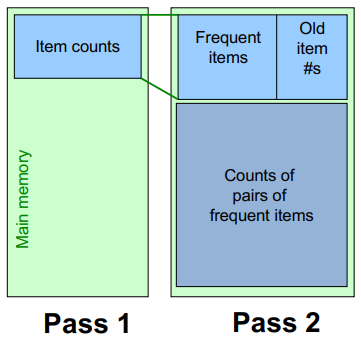 Item counts
Main memory
Frequent
items
Old
item
#s
Counts of
pairs of
frequent items
Pass 1
Pass 2